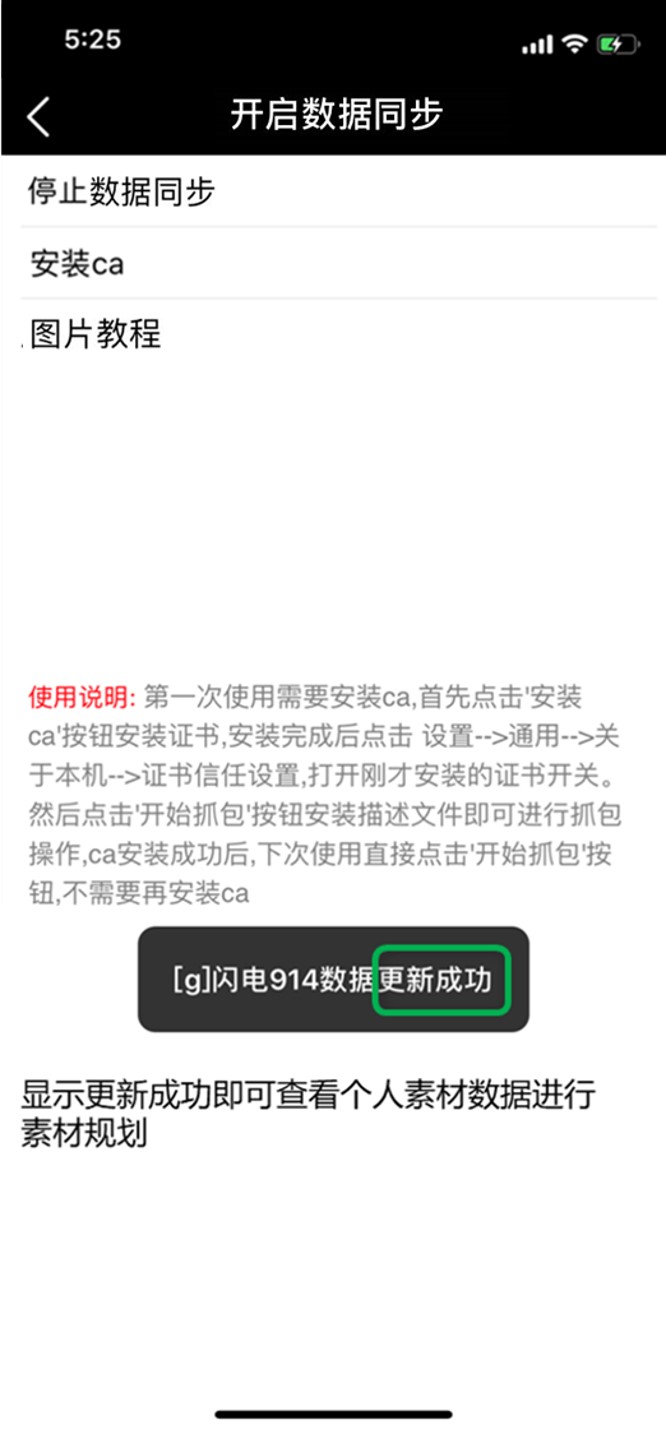 5:25
开启数据同步
停止数据同步
安装ca
图片教程
使用说明: 第一次使用需要安装ca,首先点击'安装
ca'按钮安装证书,安装完成后点击 设置-->通用-->关
于本机-->证书信任设置,打开刚才安装的证书开关。
然后点击'开始抓包'按钮安装描述文件即可进行抓包
操作,ca安装成功后,下次使用直接点击'开始抓包'按
钮,不需要再安装ca
[g]闪电914数据更新成功
显示更新成功即可查看个人素材数据进行
素材规划